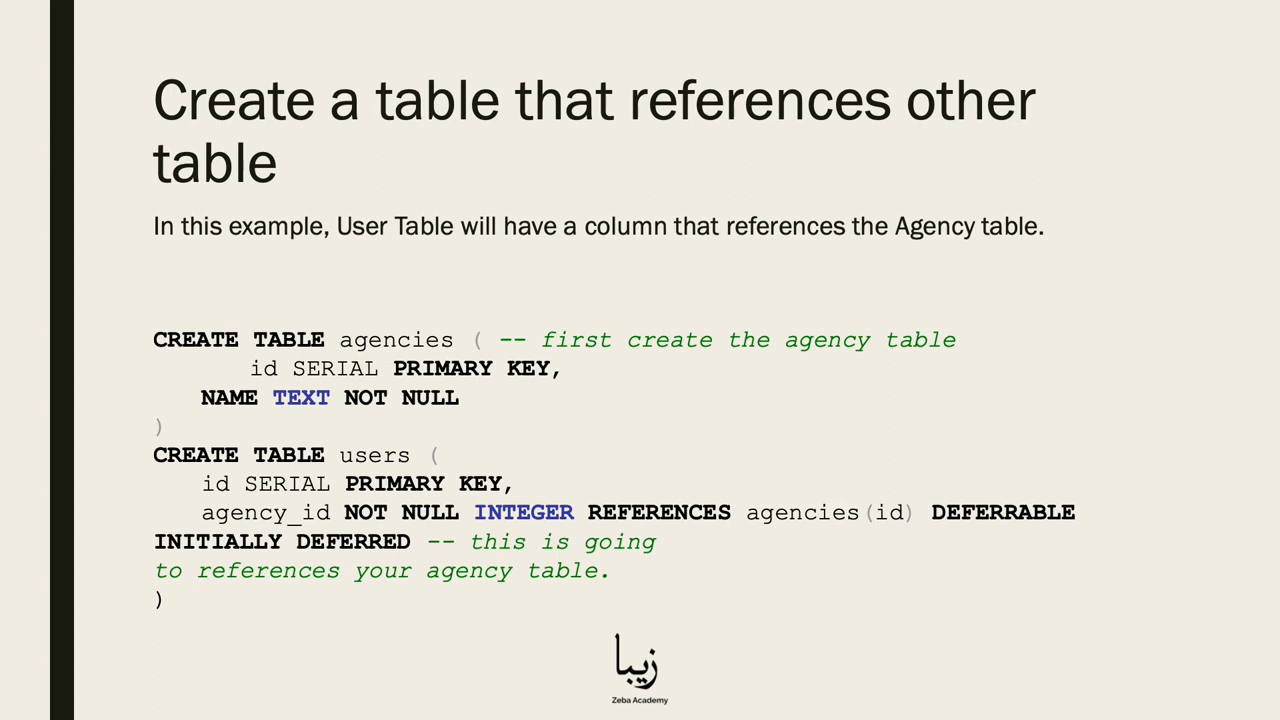 Create a table that references other
table
In this example, User Table will have a column that references the Agency table.
CREATE TABLE agencies ( -- first create the agency table
id SERIAL PRIMARY KEY,
NAME TEXT NOT NULL
)
CREATE TABLE users (
id SERIAL PRIMARY KEY,
agency_id NOT NULL INTEGER REFERENCES agencies(id) DEFERRABLE
INITIALLY DEFERRED -- this is going
to references your agency table.
)
زیبا
Zeba Academy